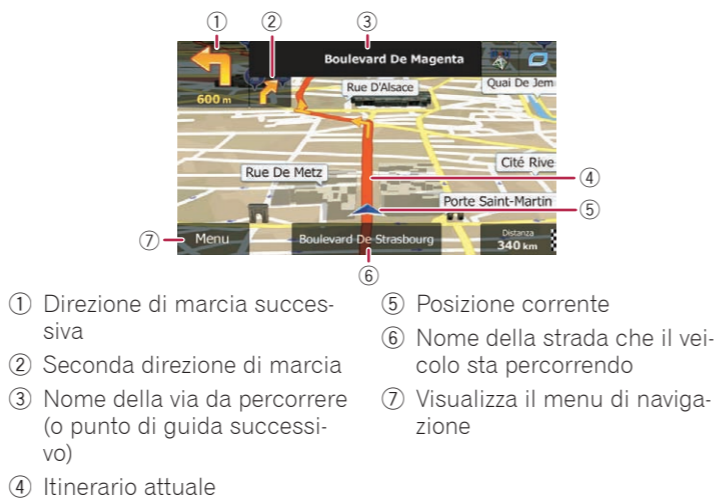 ① ② ③
Boulevard De Magenta
600 m
Rue D'Alsace
Quai De Jem
Cité Rive
Rue De Metz
④
Porte Saint-Martin
⑤
⑦ Menu
Boulevard De Strasbourg
Distanza
340 km
⑥
① Direzione di marcia succes-
siva
② Seconda direzione di marcia
③ Nome della via da percorrere
(o punto di guida successi-
vo)
④ Itinerario attuale
⑤ Posizione corrente
⑥ Nome della strada che il vei-
colo sta percorrendo
⑦ Visualizza il menu di naviga-
zione